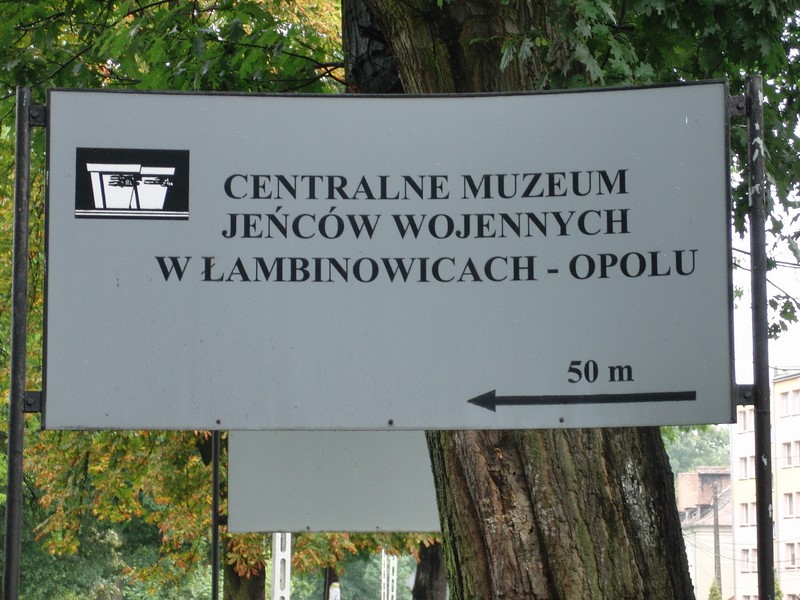 CENTRALNE MUZEUM
JEŃCÓW WOJENNYCH
W ŁAMBINOWICACH - OPOLU
50 m